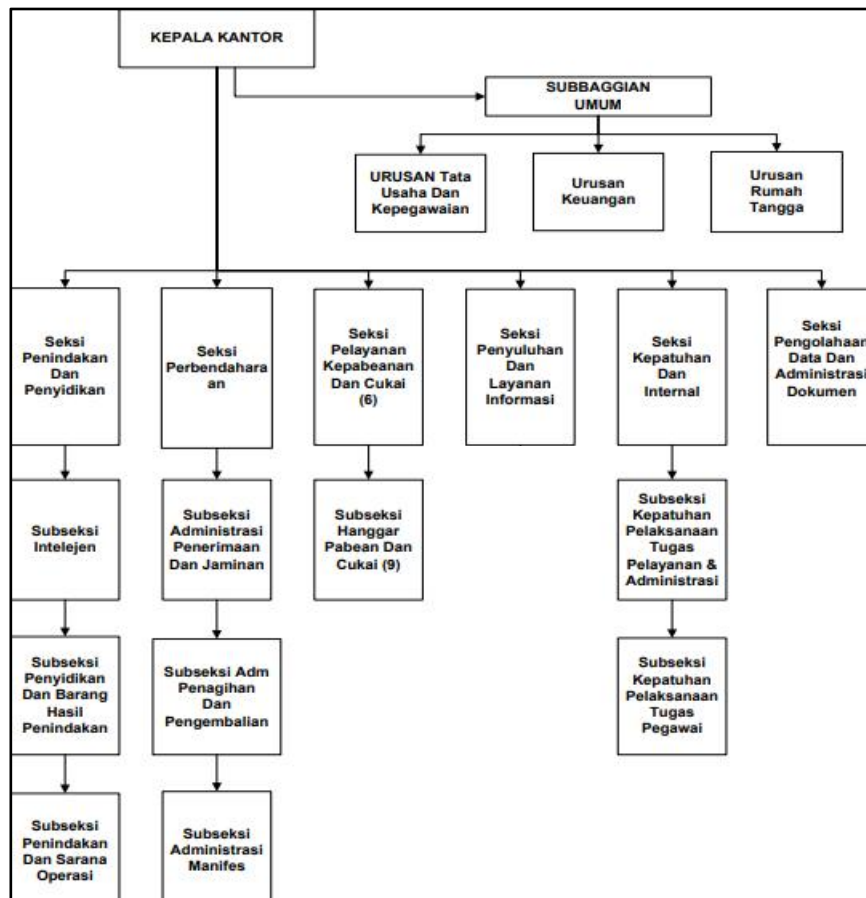 KEPALA KANTOR
SUBBAGGIAN
UMUM
URUSAN Tata
Usaha Dan
Kepegawaian
Urusan
Keuangan
Urusan
Rumah
Tangga
Seksi
Penindakan
Dan
Penyidikan
Seksi
Perbendahara
an
Seksi
Pelayanan
Kepabeanan
Dan Cukai
(6)
Seksi
Penyuluhan
Dan
Layanan
Informasi
Seksi
Kepatuhan
Dan
Internal
Seksi
Pengolahaan
Data Dan
Administrasi
Dokumen
Subseksi
Intelejen
Subseksi
Administrasi
Penerimaan
Dan Jaminan
Subseksi
Hanggar
Pabean Dan
Cukai (9)
Subseksi
Kepatuhan
Pelaksanaan
Tugas
Pelayanan &
Administrasi
Subseksi
Penyidikan
Dan Barang
Hasil
Penindakan
Subseksi Adm
Penagihan
Dan
Pengembalian
Subseksi
Kepatuhan
Pelaksanaan
Tugas
Pegawai
Subseksi
Penindakan
Dan Sarana
Operasi
Subseksi
Administrasi
Manifes